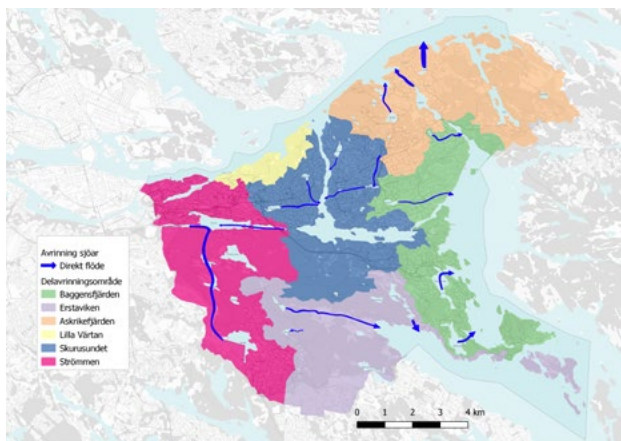 Avrinning sjöar
Direkt flöde
Delavrinningsområde
Baggensfjärden
Erstaviken
Askrikefjärden
Lilla Värtan
Skurusundet
Strömmen
0 1 2 3 4 km